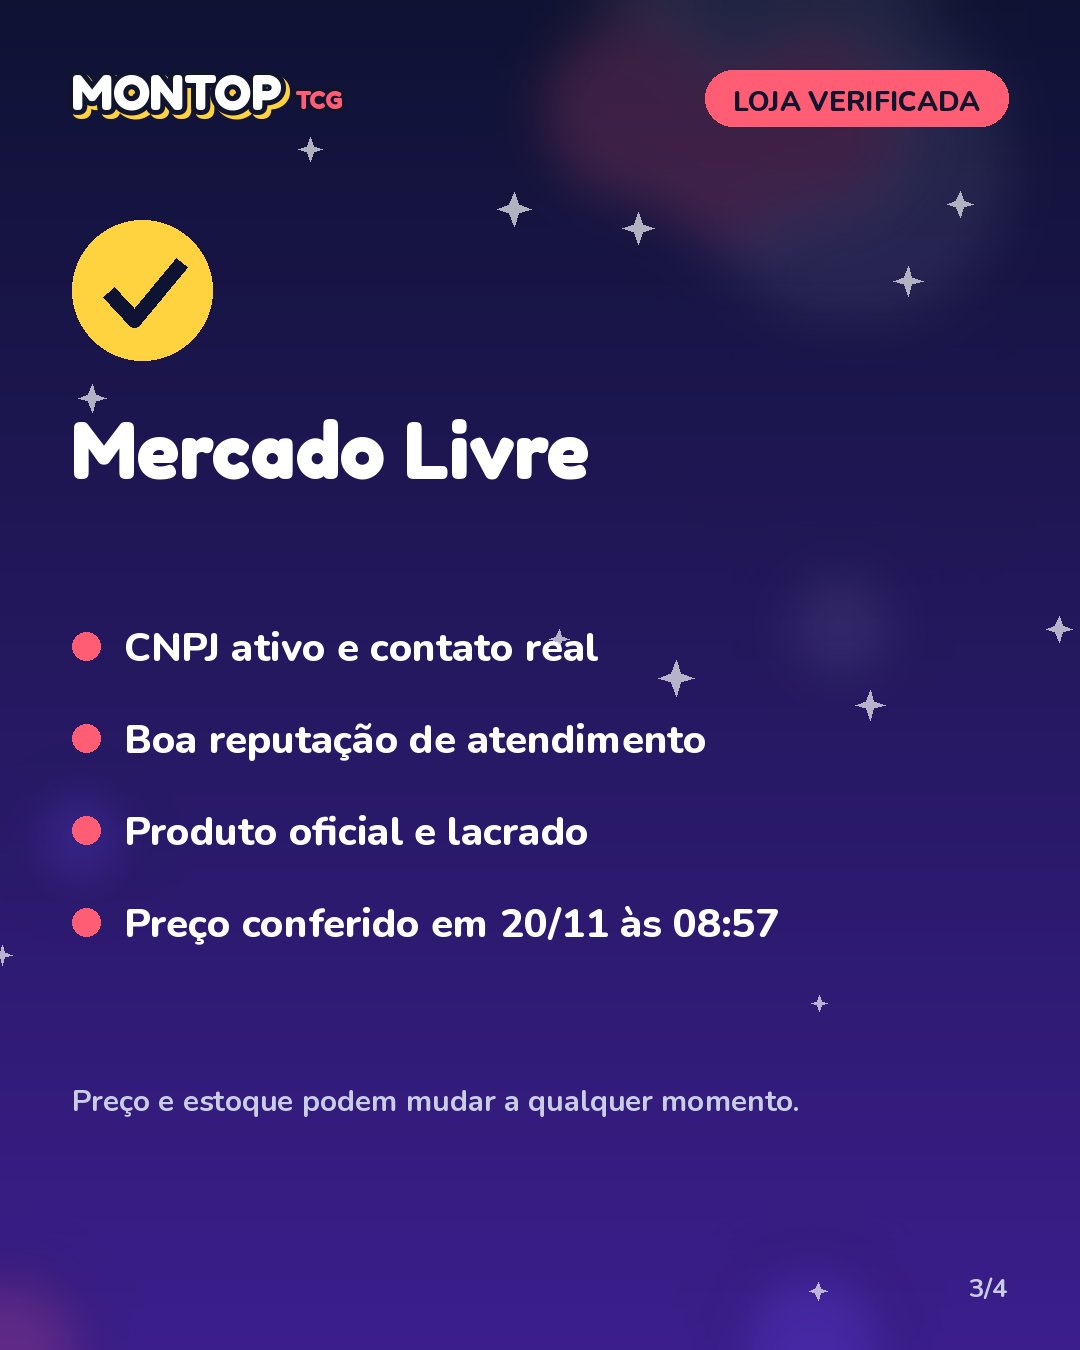 MONTOP TCG
LOJA VERIFICADA
Mercado Livre
CNPJ ativo e contato real
Boa reputação de atendimento
Produto oficial e lacrado
Preço conferido em 20/11 às 08:57
Preço e estoque podem mudar a qualquer momento.
3/4